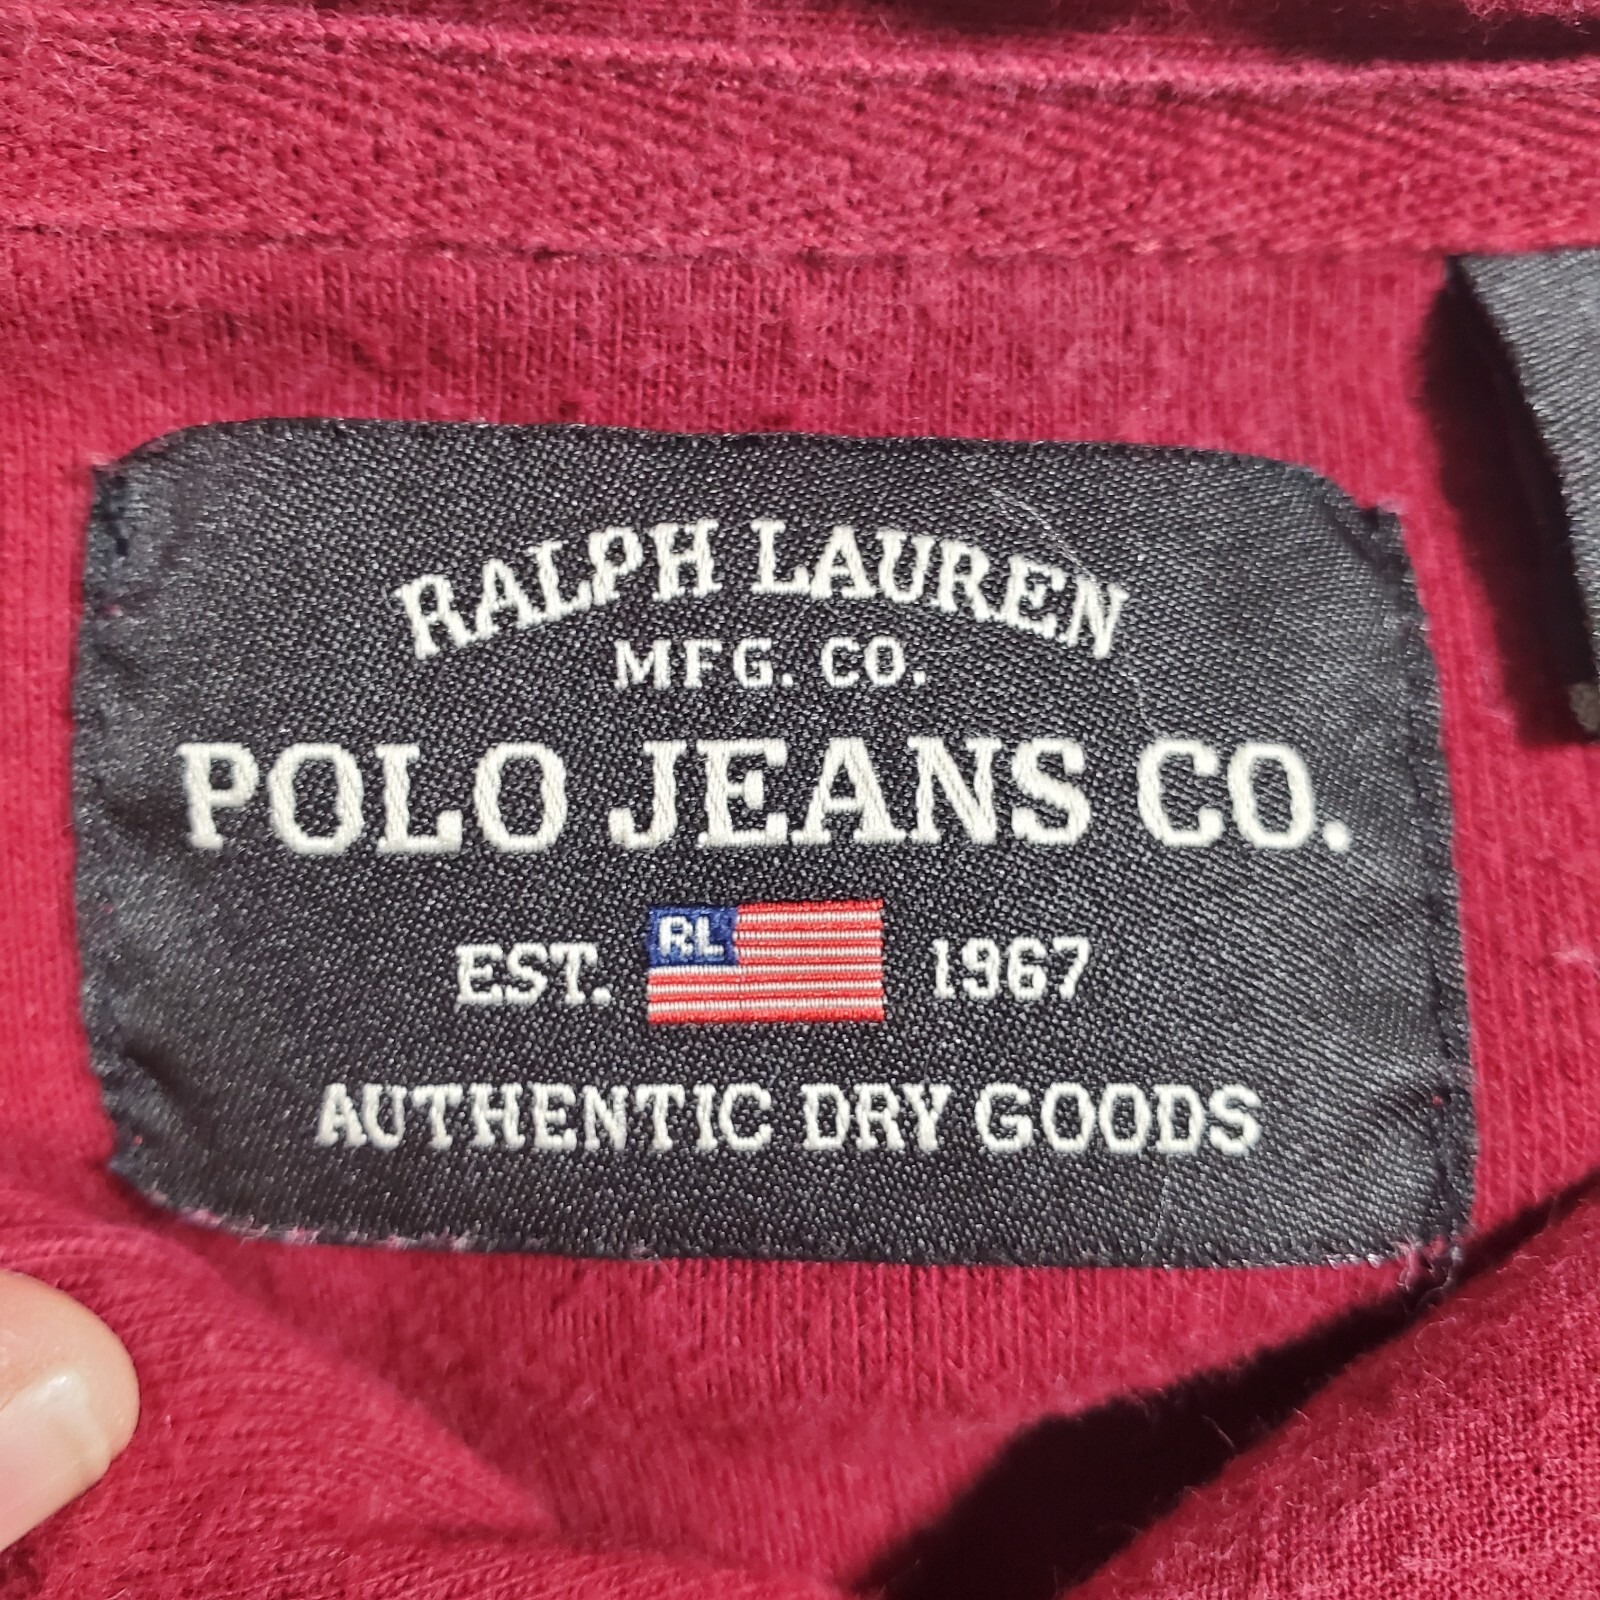 RALPH LAUREN
MFG. CO.
POLO JEANS CO.
EST. RL 1967
AUTHENTIC DRY GOODS